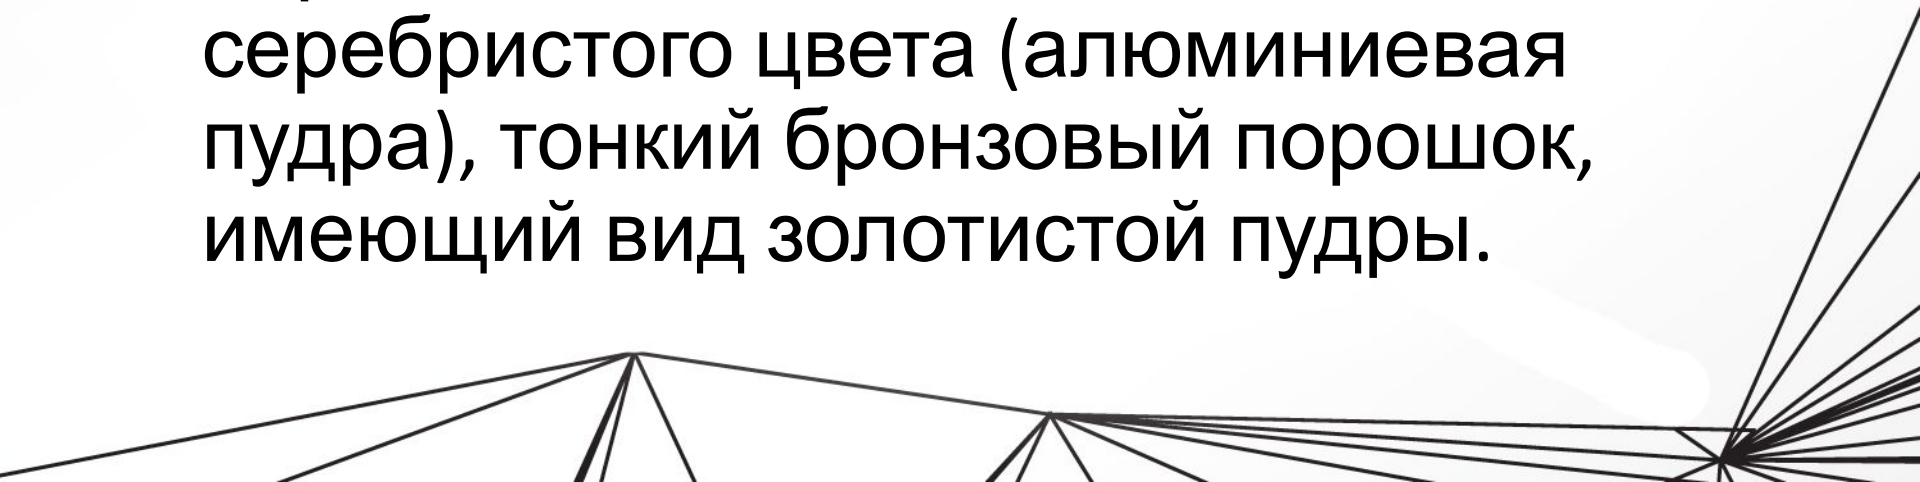 серебристого цвета (алюминиевая
пудра), тонкий бронзовый порошок,
имеющий вид золотистой пудры.